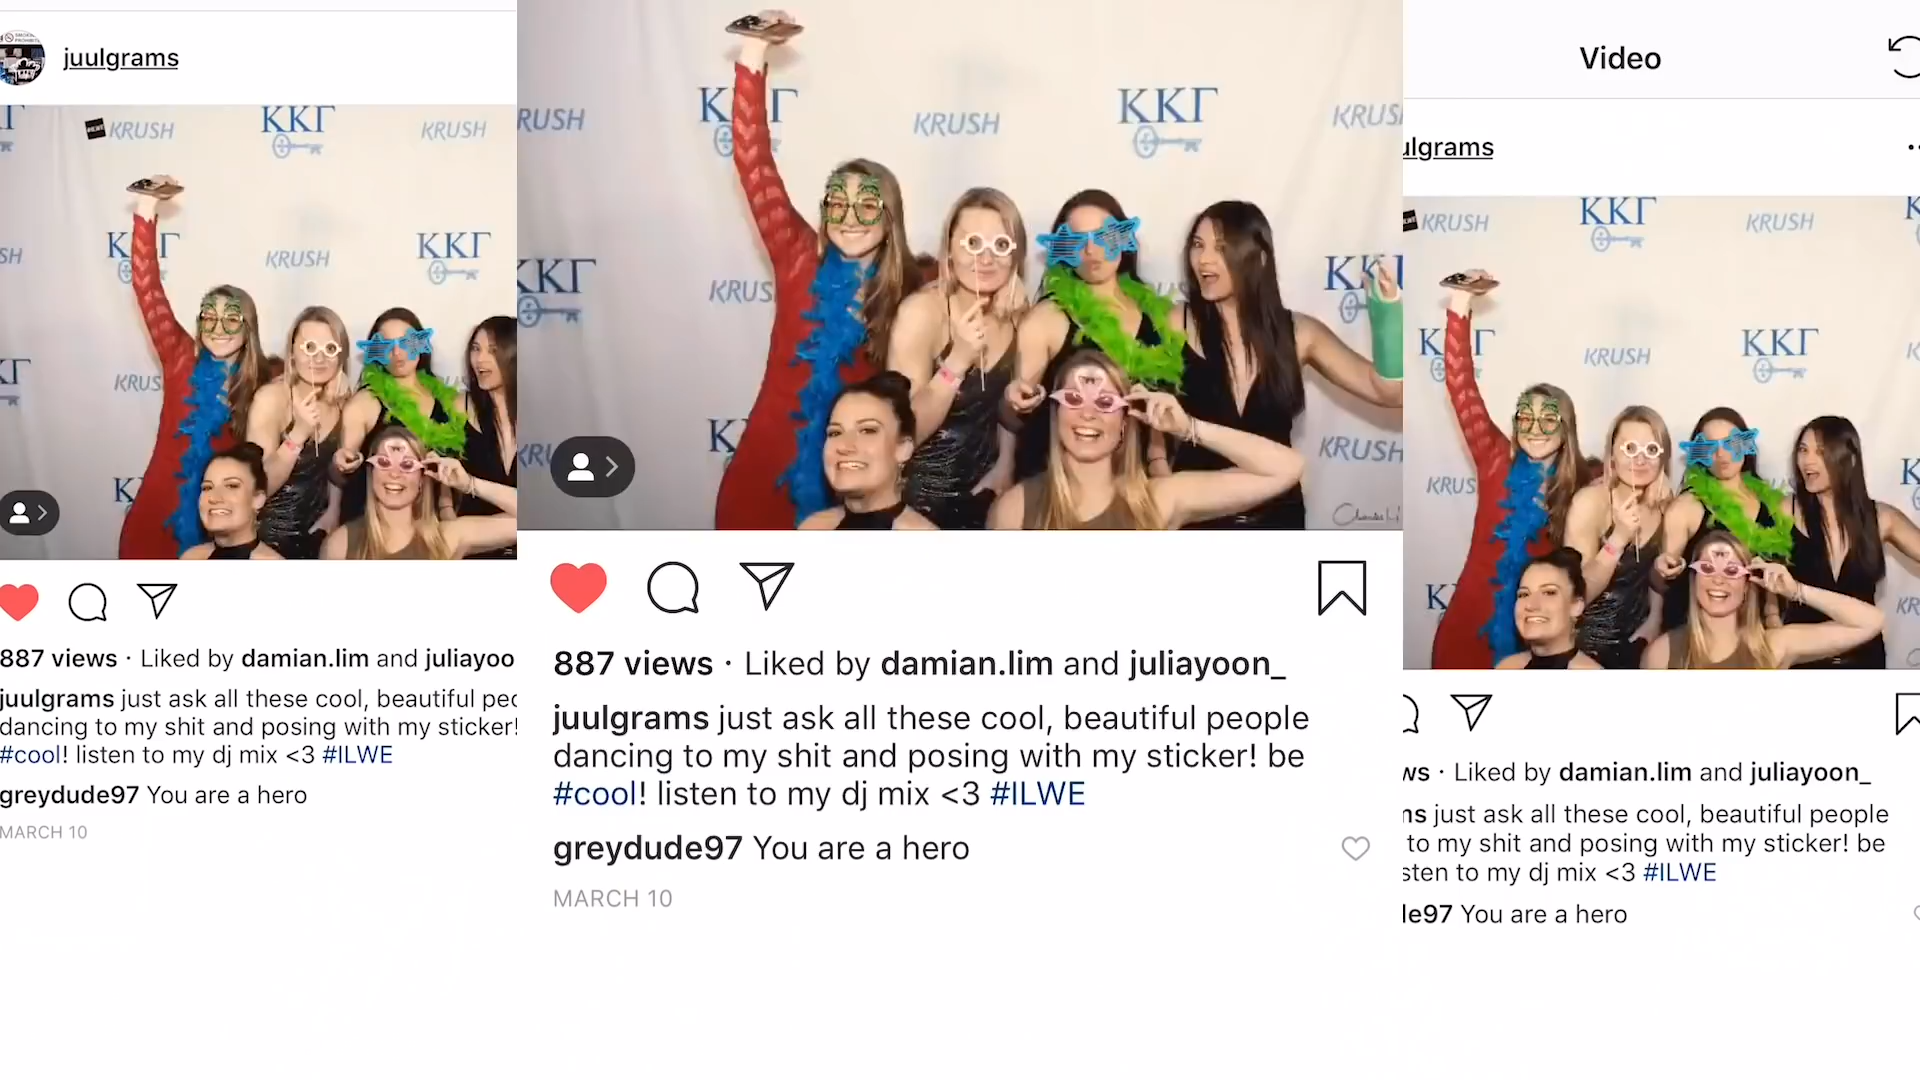 juulgrams
KRUSH
KKΓ
KRUSH
KKΓ
KRUSH
KKΓ
887 views · Liked by damian.lim and juliayoo
juulgrams just ask all these cool, beautiful
dancing to my shit and posing with my sticker!
#cool! listen to my dj mix <3 #ILWE
greydude97 You are a hero
MARCH 10
KRUSH
KKΓ
887 views · Liked by damian.lim and juliayoon_
juulgrams just ask all these cool, beautiful people
dancing to my shit and posing with my sticker! be
#cool! listen to my dj mix <3 #ILWE
greydude97 You are a hero
MARCH 10
Video
ulgrams
KRUSH
KKΓ
KRUSH
KRUSH
KKΓ
ws · Liked by damian.lim and juliayoon_
ns just ask all these cool, beautiful people
to my shit and posing with my sticker! be
sten to my dj mix <3 #ILWE
le97 You are a hero